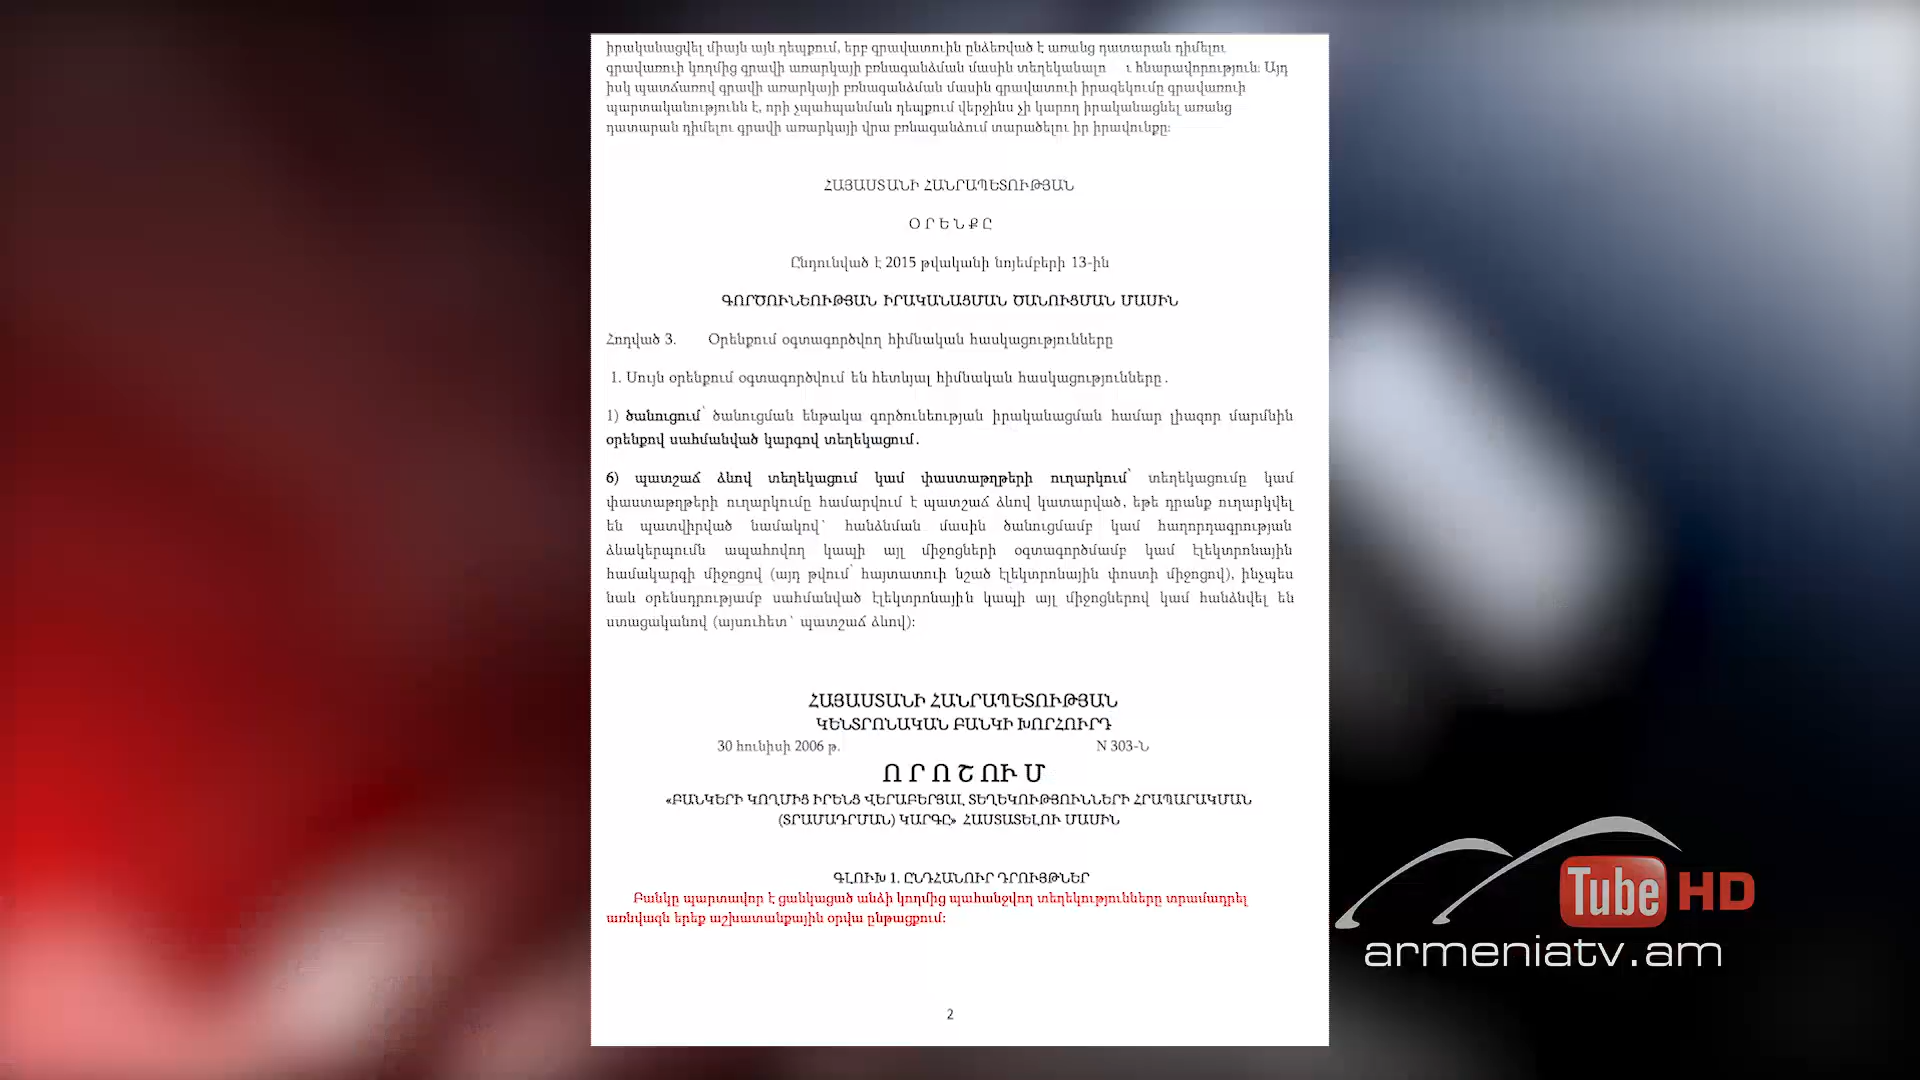 իրականացվել միայն այն դեպքում, երբ գրավատուին ընձեռված է առանց դատարան դիմելու
գրավառուի կողմից գրավի առարկայի բռնագանձման մասին տեղեկանալո ւ հնարավորություն։ Այդ
իսկ պատճառով գրավի առարկայի բռնագանձման մասին գրավատուի իրազեկումը գրավառուի
պարտականությունն է, որի չպահպանման դեպքում վերջինս չի կարող իրականացնել առանց
դատարան դիմելու գրավի առարկայի վրա բռնագանձում տարածելու իր իրավունքը։
ՀԱՅԱՍՏԱՆԻ ՀԱՆՐԱՊԵՏՈՒԹՅԱՆ
Օ Ր Ե Ն Ք Ը
Ընդունված է 2015 թվականի նոյեմբերի 13-ին
ԳՈՐԾՈՒՆԵՈՒԹՅԱՆ ԻՐԱԿԱՆԱՑՄԱՆ ԾԱՆՈՒՑՄԱՆ ՄԱՍԻՆ
Հոդված 3. Օրենքում օգտագործվող հիմնական հասկացությունները
1. Սույն օրենքում օգտագործվում են հետևյալ հիմնական հասկացությունները.
1) ծանուցում՝ ծանուցման ենթակա գործունեության իրականացման համար լիազոր մարմնին
օրենքով սահմանված կարգով տեղեկացում.
6) պատշաճ ձևով տեղեկացում կամ փաստաթղթերի ուղարկում՝ տեղեկացումը կամ
փաստաթղթերի ուղարկումը համարվում է պատշաճ ձևով կատարված, եթե դրանք ուղարկվել
են պատվիրված նամակով՝ հանձնման մասին ծանուցմամբ կամ հաղորդագրության
ձևակերպումն ապահովող կապի այլ միջոցների օգտագործմամբ կամ էլեկտրոնային
համակարգի միջոցով (այդ թվում՝ հայտատուի նշած էլեկտրոնային փոստի միջոցով), ինչպես
նաև օրենսդրությամբ սահմանված էլեկտրոնային կապի այլ միջոցներով կամ հանձնվել են
ստացականով (այսուհետ՝ պատշաճ ձևով)։
ՀԱՅԱՍՏԱՆԻ ՀԱՆՐԱՊԵՏՈՒԹՅԱՆ
ԿԵՆՏՐՈՆԱԿԱՆ ԲԱՆԿԻ ԽՈՐՀՈՒՐԴ
30 հունիսի 2006 թ. N 303-Ն
Ո Ր Ո Շ ՈՒ Մ
«ԲԱՆԿԵՐԻ ԿՈՂՄԻՑ ԻՐԵՆՑ ՎԵՐԱԲԵՐՅԱԼ ՏԵՂԵԿՈՒԹՅՈՒՆՆԵՐԻ ՀՐԱՊԱՐԱԿՄԱՆ
(ՏՐԱՄԱԴՐՄԱՆ) ԿԱՐԳԸ» ՀԱՍՏԱՏԵԼՈՒ ՄԱՍԻՆ
ԳԼՈՒԽ 1. ԸՆԴՀԱՆՈՒՐ ԴՐՈՒՅԹՆԵՐ
Բանկը պարտավոր է ցանկացած անձի կողմից պահանջվող տեղեկությունները տրամադրել
առնվազն երեք աշխատանքային օրվա ընթացքում։
2
Tube HD
armeniatv.am